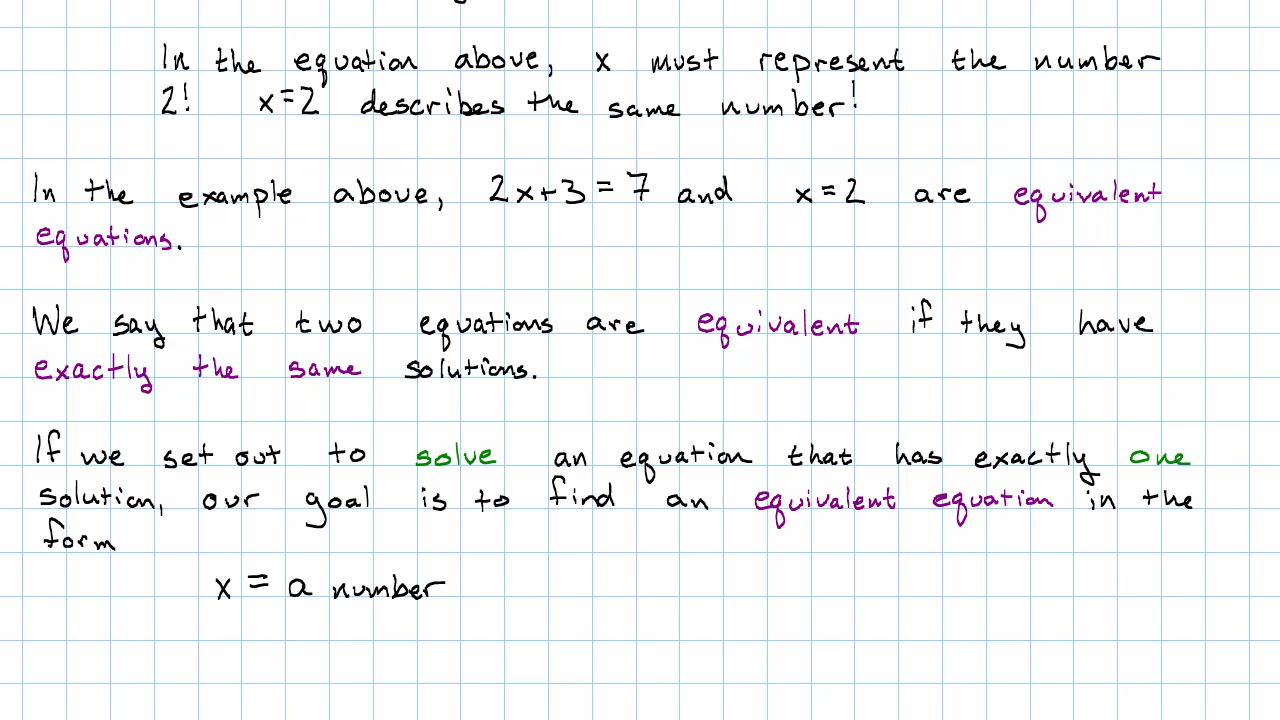 In the equation above, x must represent the number
2! x=2 describes the same number!
In the example above, 2x+3=7 and x=2 are equivalent
equations.
We say that two equations are equivalent if they have
exactly the same solutions.
If we set out to solve an equation that has exactly one
solution, our goal is to find an equivalent equation in the
form
x = a number